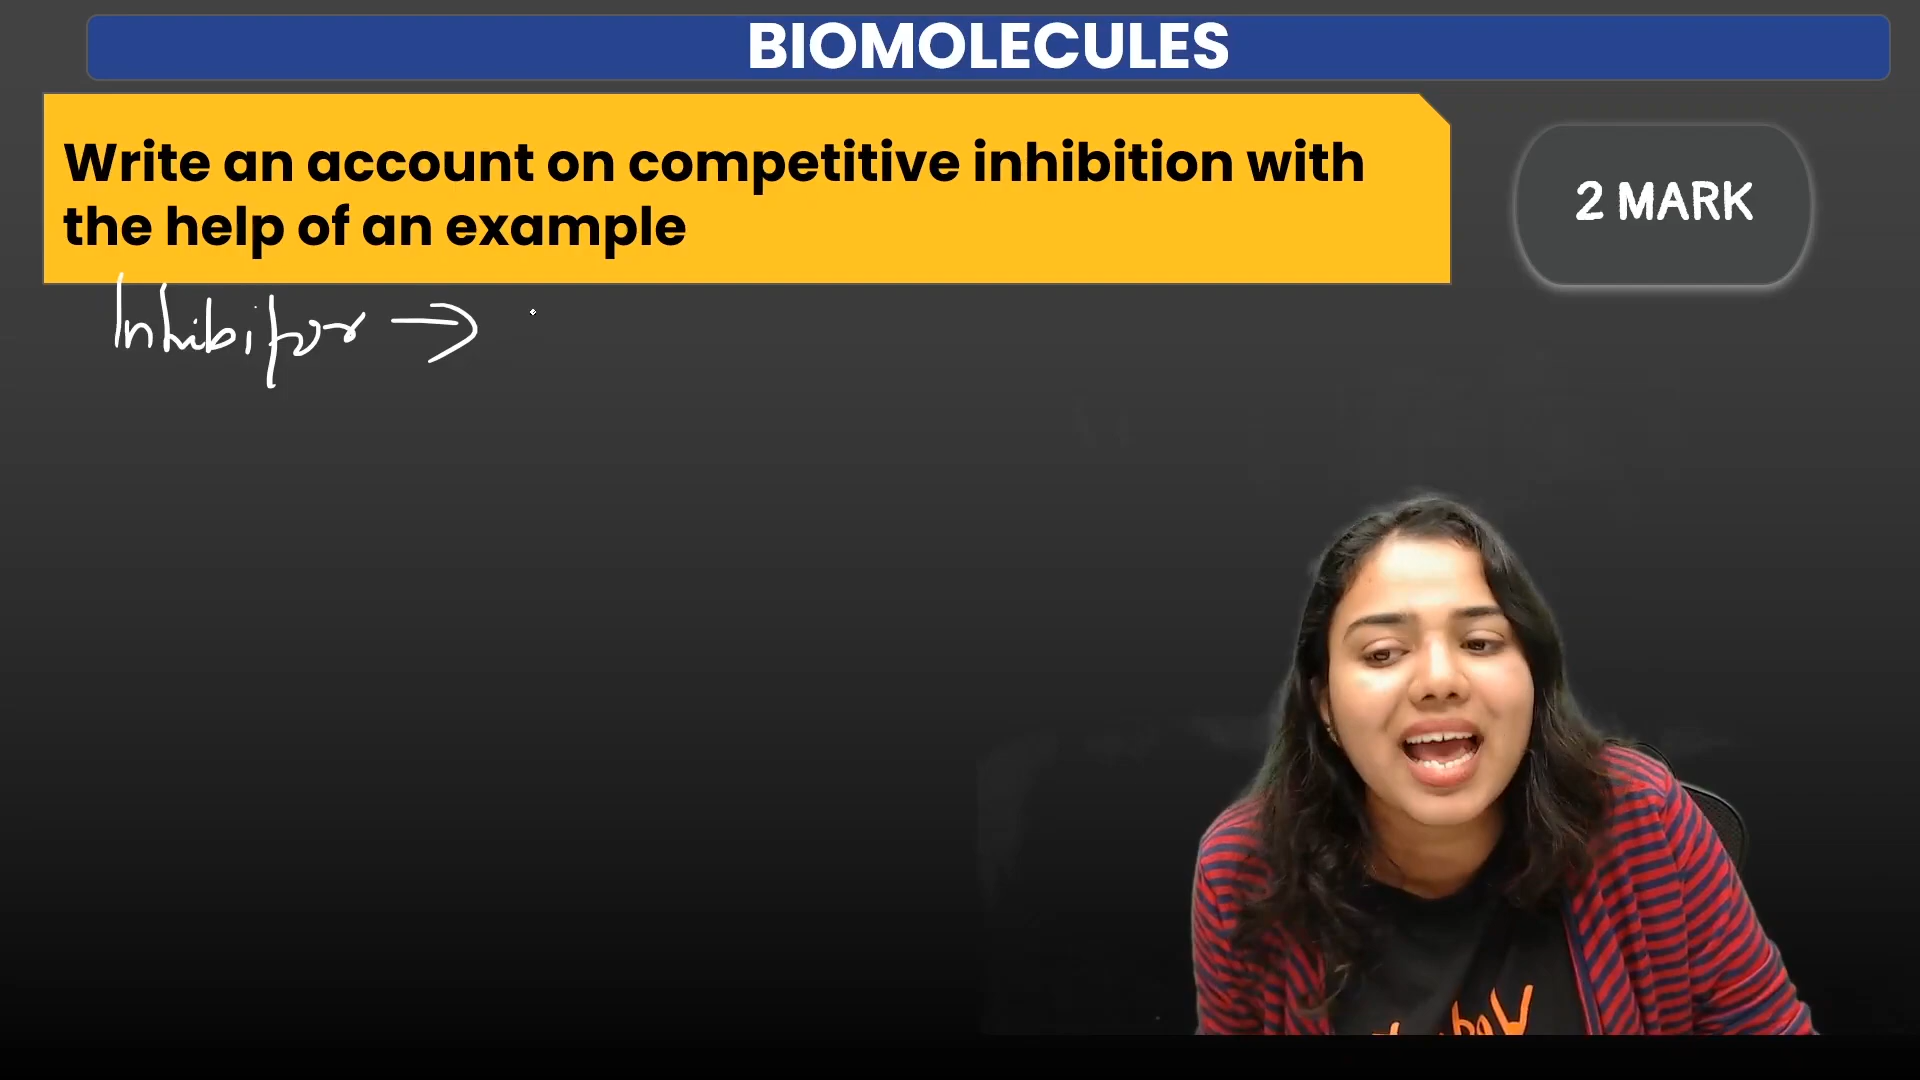 BIOMOLECULES
Write an account on competitive inhibition with
the help of an example
2 MARK
Inhibitor →